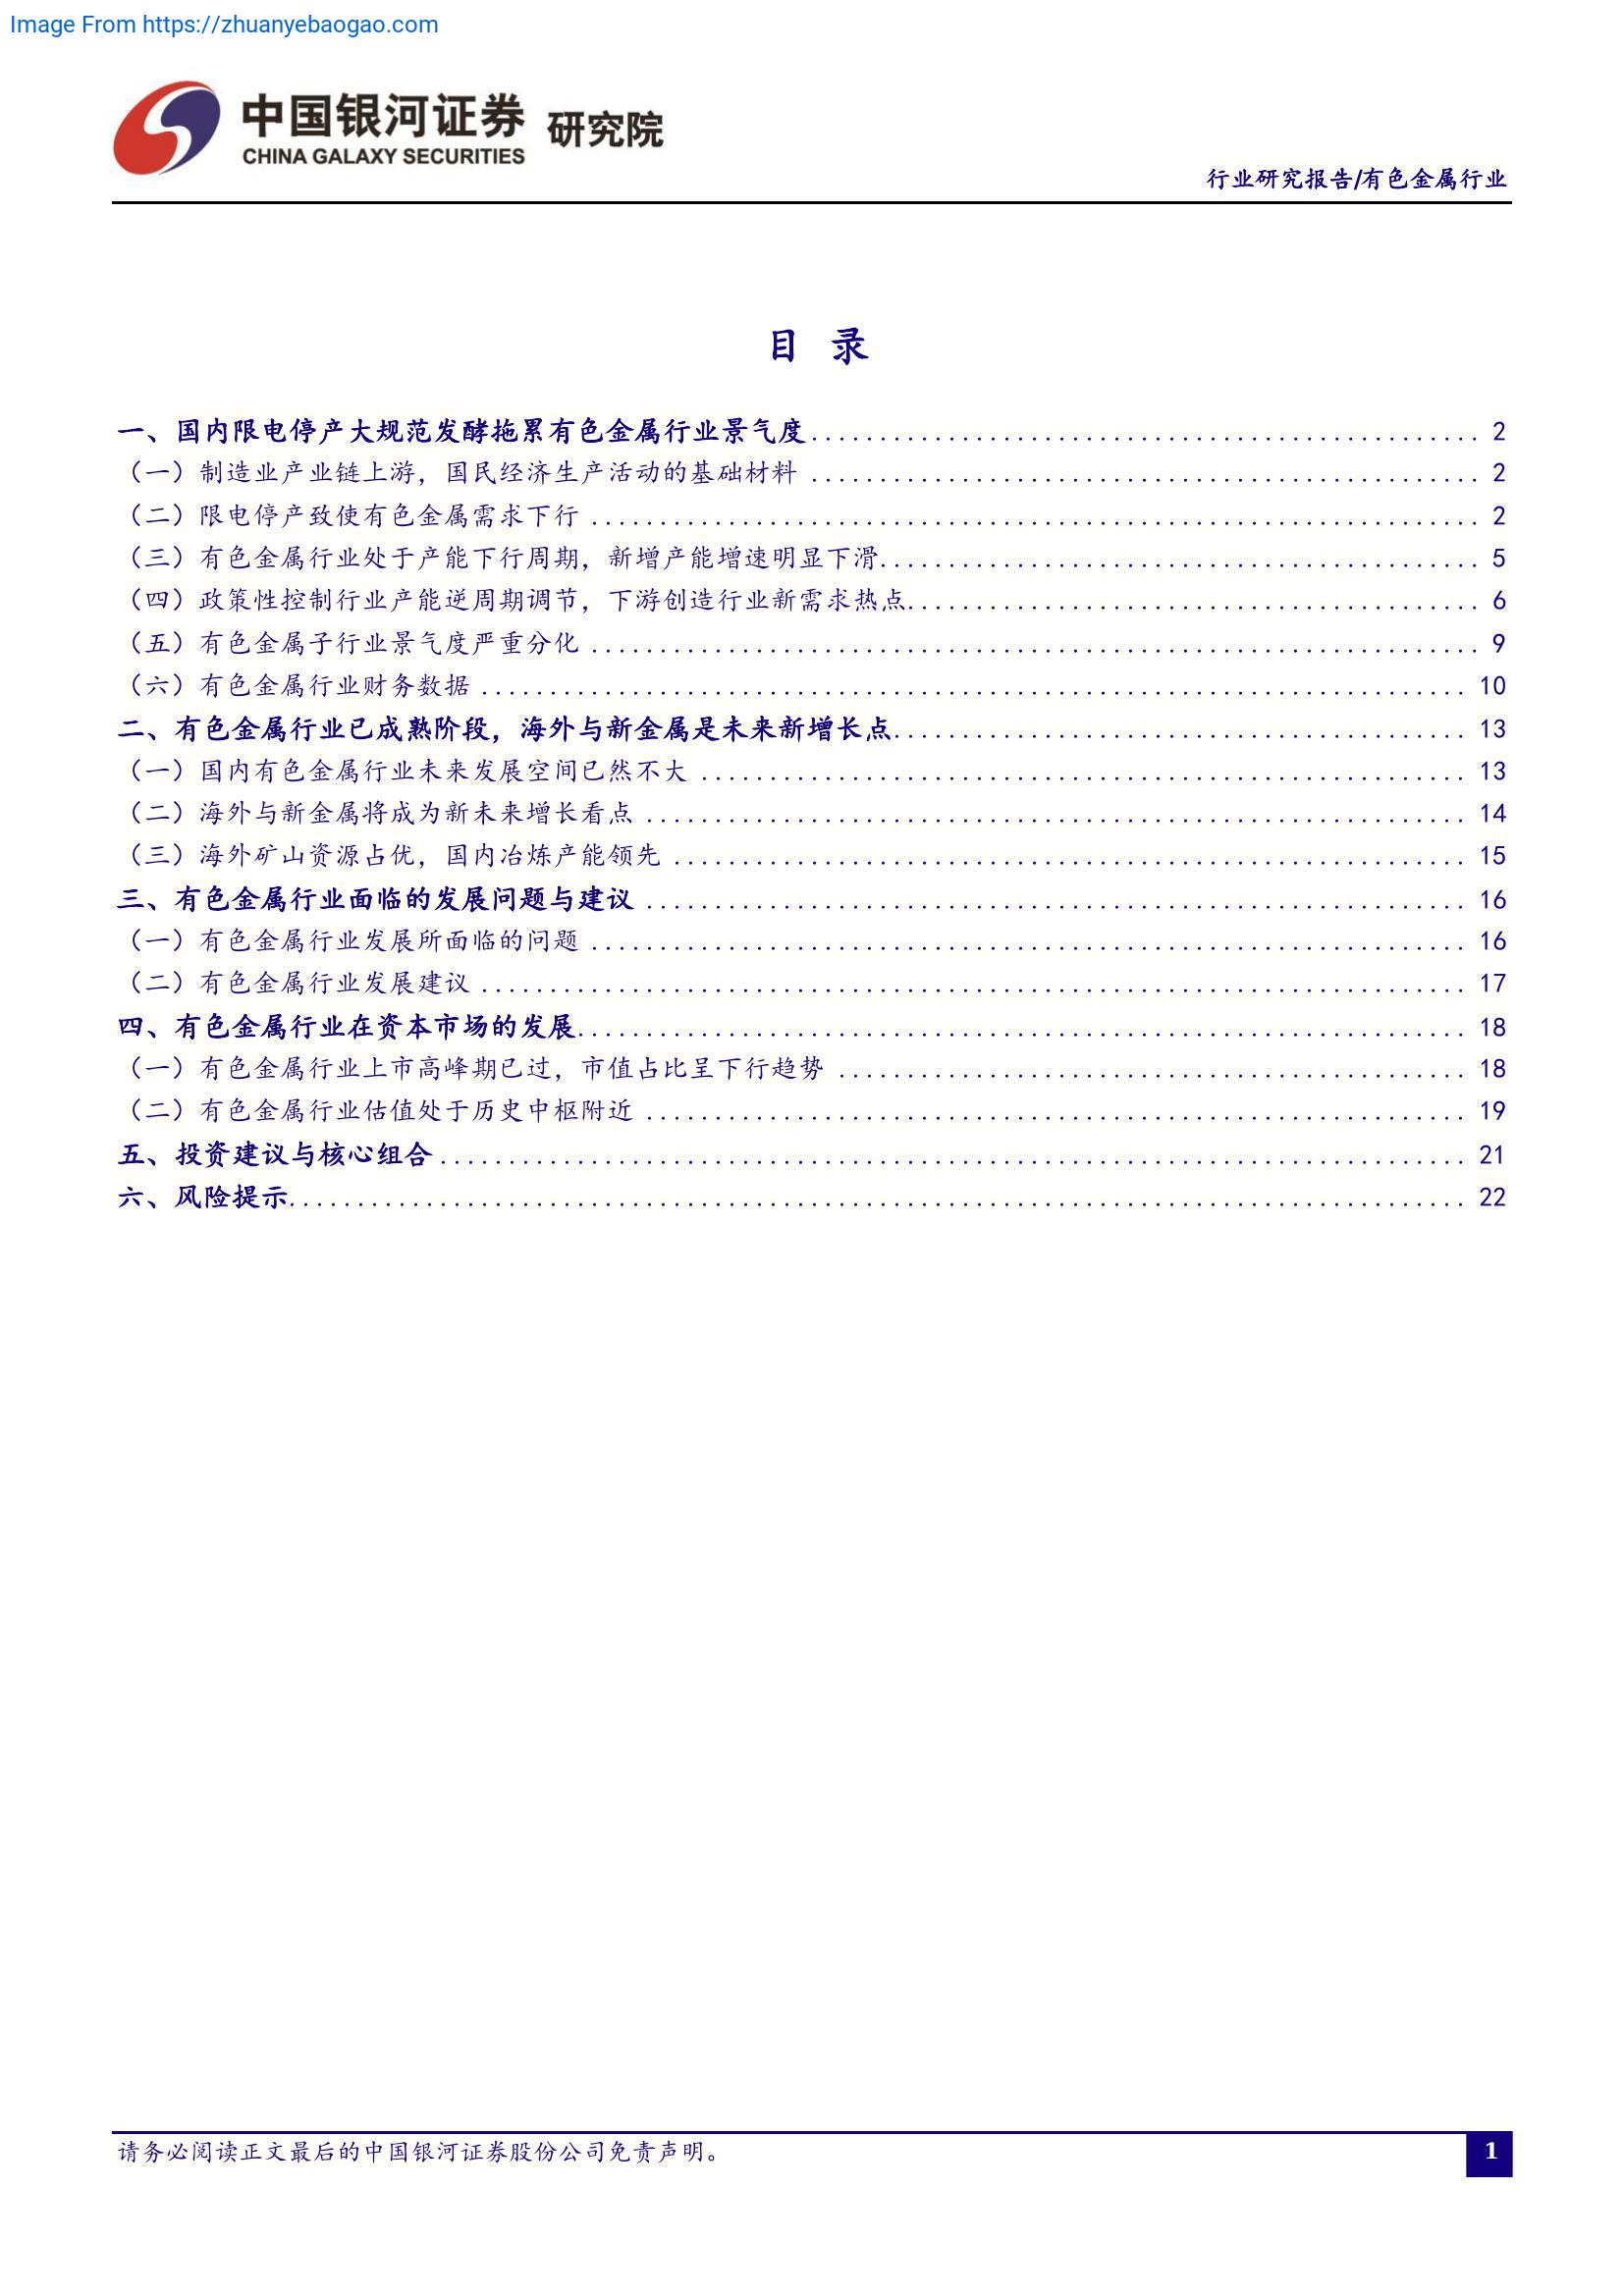 Image From https://zhuanyebaogao.com
中国银河证券 研究院
CHINA GALAXY SECURITIES
行业研究报告/有色金属行业
目 录
一、国内限电停产大规范发酵拖累有色金属行业景气度 2
（一）制造业产业链上游，国民经济生产活动的基础材料 2
（二）限电停产致使有色金属需求下行 2
（三）有色金属行业处于产能下行周期，新增产能增速明显下滑 5
（四）政策性控制行业产能逆周期调节，下游创造行业新需求热点 6
（五）有色金属子行业景气度严重分化 9
（六）有色金属行业财务数据 10
二、有色金属行业已成熟阶段，海外与新金属是未来新增长点 13
（一）国内有色金属行业未来发展空间已然不大 13
（二）海外与新金属将成为新未来增长看点 14
（三）海外矿山资源占优，国内冶炼产能领先 15
三、有色金属行业面临的发展问题与建议 16
（一）有色金属行业发展所面临的问题 16
（二）有色金属行业发展建议 17
四、有色金属行业在资本市场的发展 18
（一）有色金属行业上市高峰期已过，市值占比呈下行趋势 18
（二）有色金属行业估值处于历史中枢附近 19
五、投资建议与核心组合 21
六、风险提示 22
请务必阅读正文最后的中国银河证券股份公司免责声明。
1